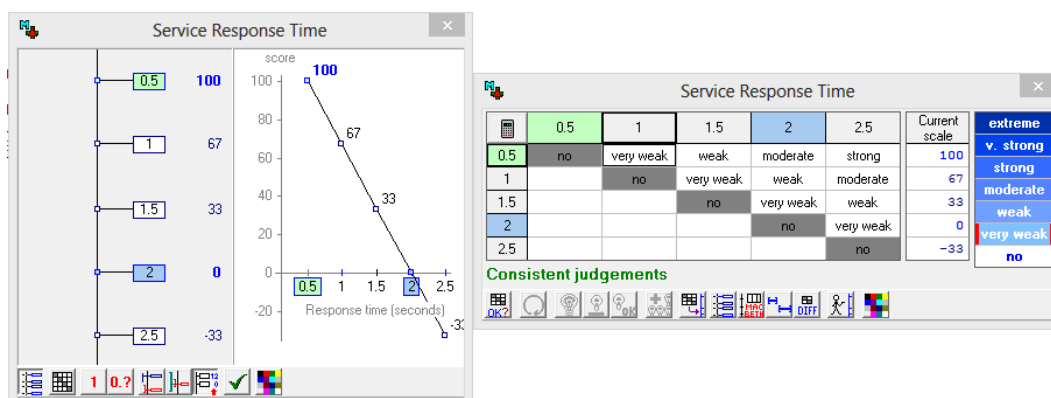 Service Response Time
0.5 100
1 67
1.5 33
2 0
2.5 -33
score
100
100
80
67
60
40
33
20
0
0.5 1 1.5 2 2.5
-20
Response time (seconds)
-33
1 0.?
Service Response Time
0.5 1 1.5 2 2.5 Current scale
0.5 no very weak weak moderate strong 100
1 no very weak weak moderate 67
1.5 no very weak weak 33
2 no very weak 0
2.5 no -33
extreme
v. strong
strong
moderate
weak
very weak
no
Consistent judgements
OK? OK MAC BETH DIFF